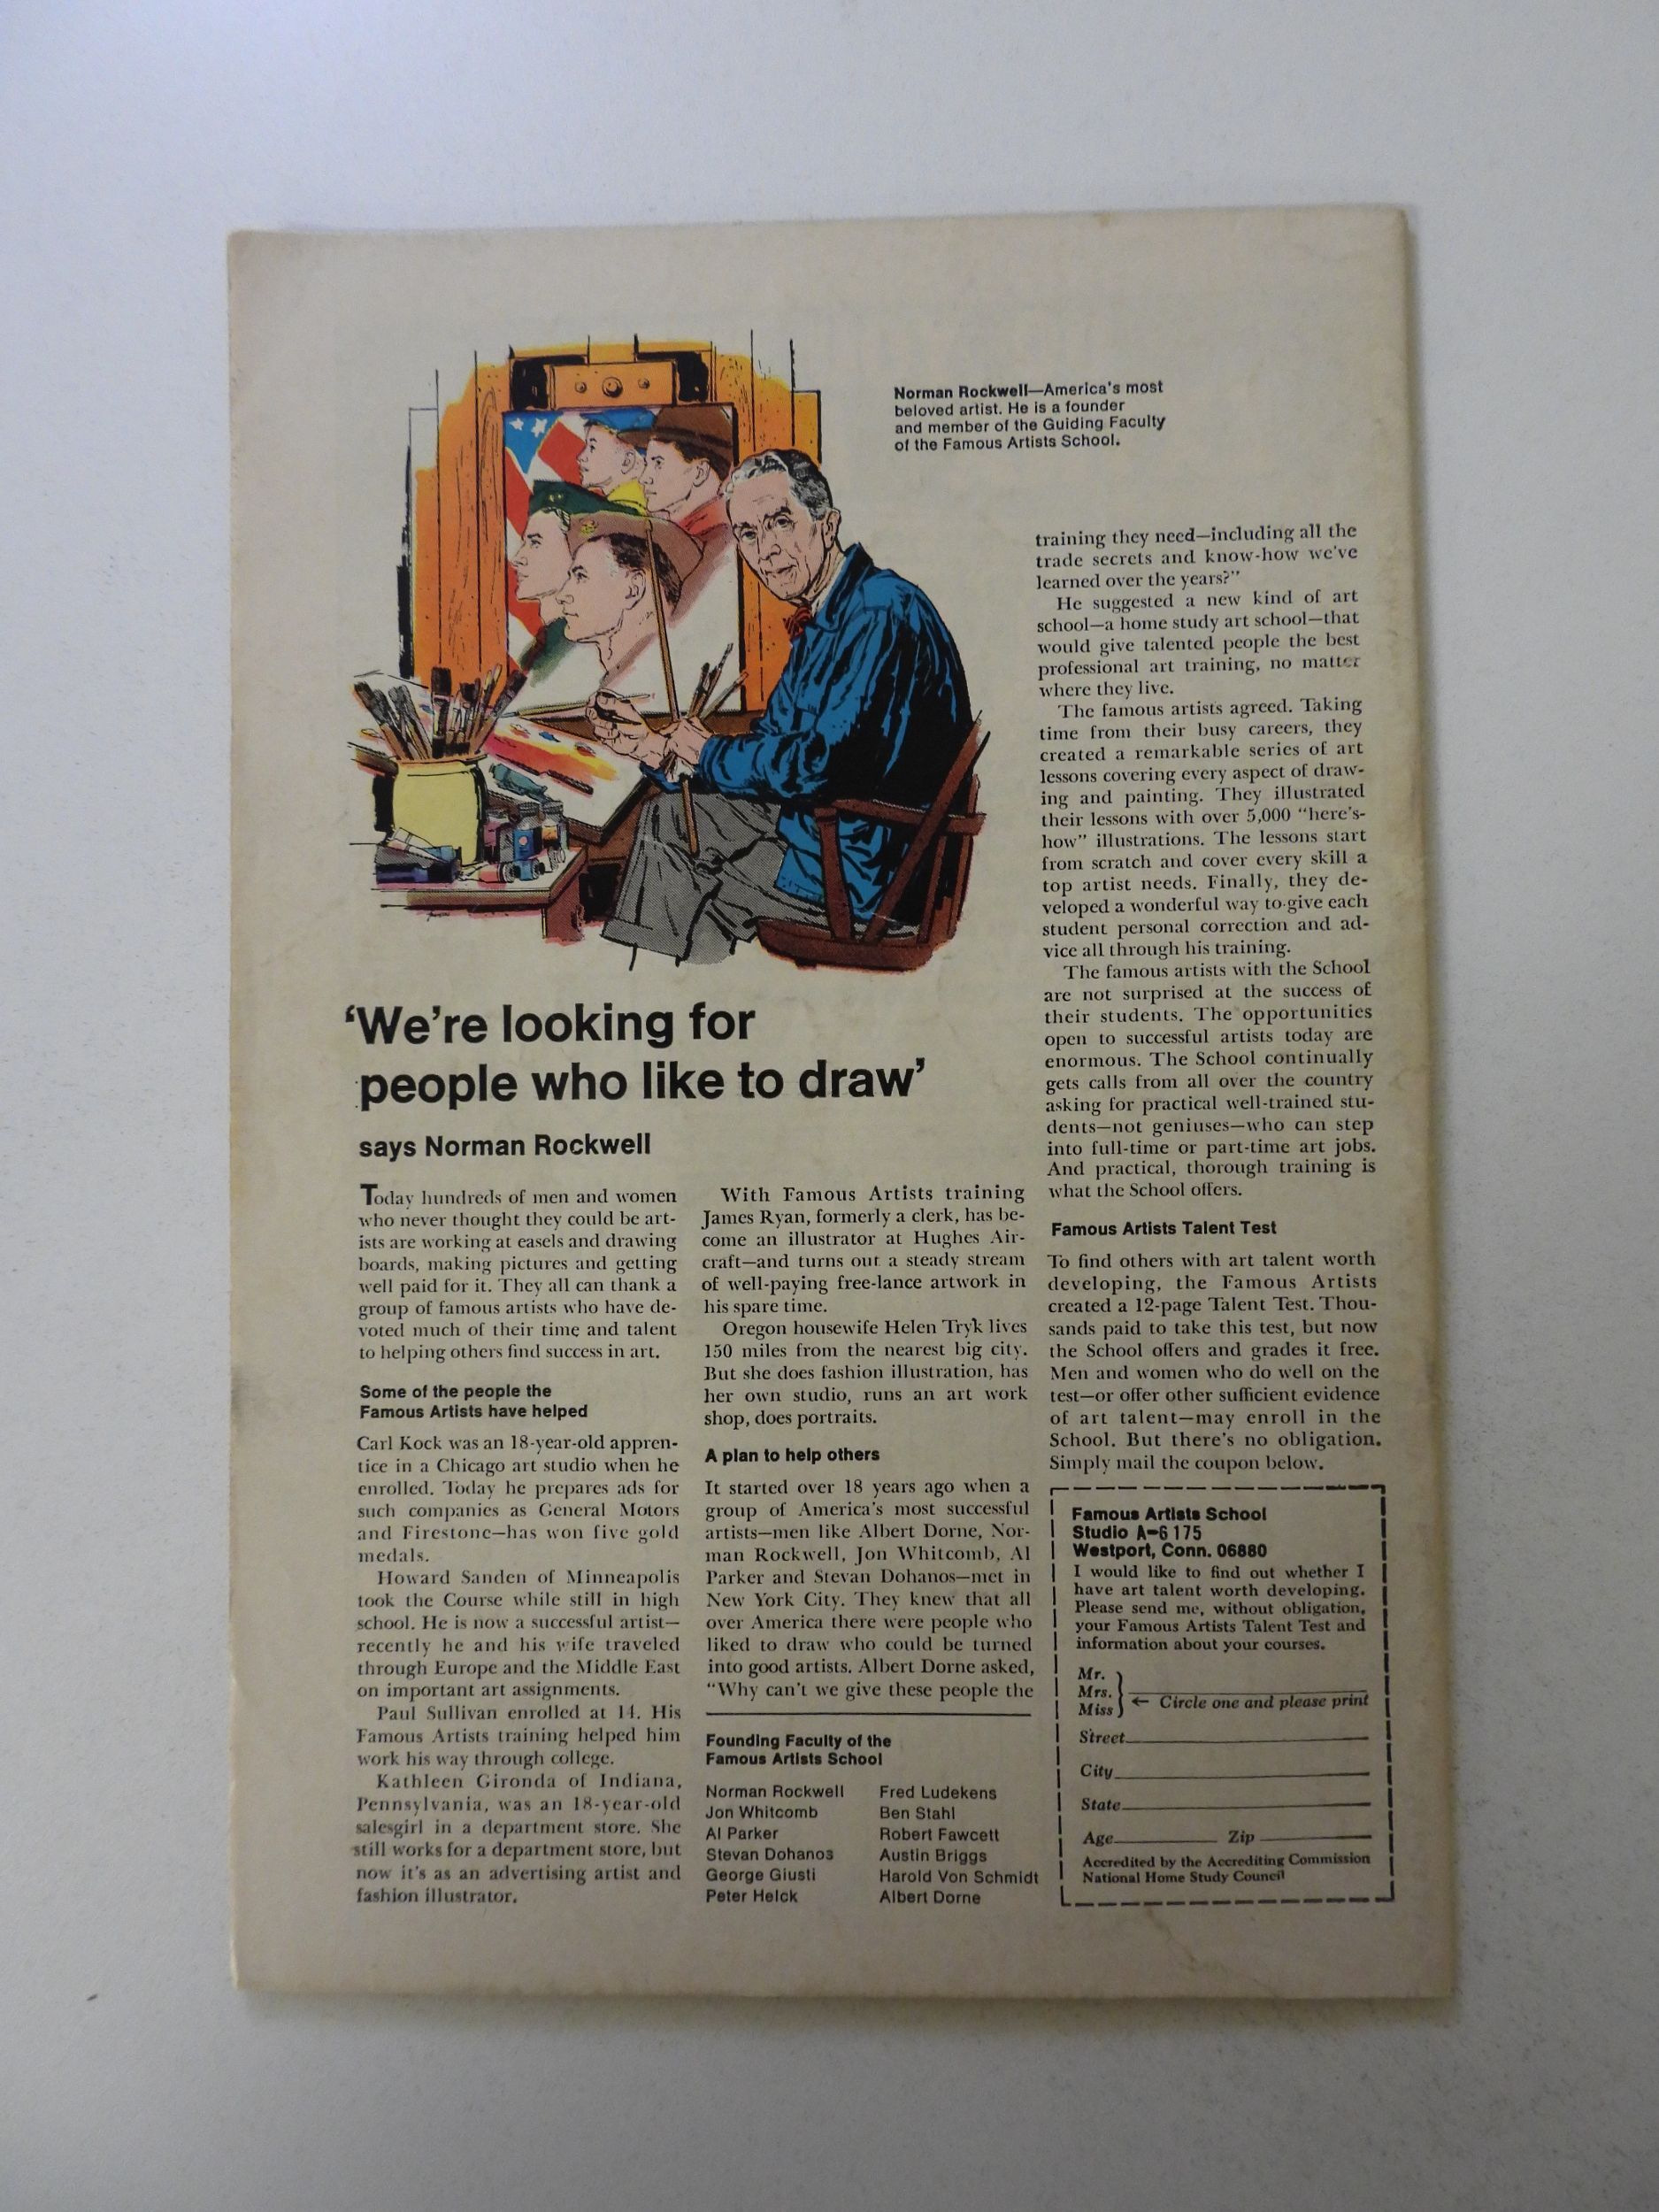 Norman Rockwell—America's most
beloved artist. He is a founder
and member of the Guiding Faculty
of the Famous Artists School.
'We're looking for
people who like to draw'
says Norman Rockwell
Today hundreds of men and women
who never thought they could be art-
ists are working at easels and drawing
boards, making pictures and getting
well paid for it. They all can thank a
group of famous artists who have de-
voted much of their time and talent
to helping others find success in art.
Some of the people the
Famous Artists have helped
Carl Kock was an 18-year-old appren-
tice in a Chicago art studio when he
enrolled. Today he prepares ads for
such companies as General Motors
and Firestone—has won five gold
medals.
Howard Sanden of Minneapolis
took the Course while still in high
school. He is now a successful artist—
recently he and his wife traveled
through Europe and the Middle East
on important art assignments.
Paul Sullivan enrolled at 14. His
Famous Artists training helped him
work his way through college.
Kathleen Gironda of Indiana,
Pennsylvania, was an 18-year-old
salesgirl in a department store. She
still works for a department store, but
now it's as an advertising artist and
fashion illustrator.
With Famous Artists training
James Ryan, formerly a clerk, has be-
come an illustrator at Hughes Air-
craft—and turns out a steady stream
of well-paying free-lance artwork in
his spare time.
Oregon housewife Helen Tryk lives
150 miles from the nearest big city.
But she does fashion illustration, has
her own studio, runs an art work
shop, does portraits.
A plan to help others
It started over 18 years ago when a
group of America's most successful
artists—men like Albert Dorne, Nor-
man Rockwell, Jon Whitcomb, Al
Parker and Stevan Dohanos—met in
New York City. They knew that all
over America there were people who
liked to draw who could be turned
into good artists. Albert Dorne asked,
"Why can't we give these people the
training they need—including all the
trade secrets and know-how we've
learned over the years?"
He suggested a new kind of art
school—a home study art school—that
would give talented people the best
professional art training, no matter
where they live.
The famous artists agreed. Taking
time from their busy careers, they
created a remarkable series of art
lessons covering every aspect of draw-
ing and painting. They illustrated
their lessons with over 5,000 "here's-
how" illustrations. The lessons start
from scratch and cover every skill a
top artist needs. Finally, they de-
veloped a wonderful way to give each
student personal correction and ad-
vice all through his training.
The famous artists with the School
are not surprised at the success of
their students. The opportunities
open to successful artists today are
enormous. The School continually
gets calls from all over the country
asking for practical well-trained stu-
dents—not geniuses—who can step
into full-time or part-time art jobs.
And practical, thorough training is
what the School offers.
Famous Artists Talent Test
To find others with art talent worth
developing, the Famous Artists
created a 12-page Talent Test. Thou-
sands paid to take this test, but now
the School offers and grades it free.
Men and women who do well on the
test—or offer other sufficient evidence
of art talent—may enroll in the
School. But there's no obligation.
Simply mail the coupon below.
Founding Faculty of the
Famous Artists School
Norman Rockwell
Jon Whitcomb
Al Parker
Stevan Dohanos
George Giusti
Peter Helck
Fred Ludekens
Ben Stahl
Robert Fawcett
Austin Briggs
Harold Von Schmidt
Albert Dorne
Famous Artists School
Studio A-6175
Westport, Conn. 06880
I would like to find out whether I
have art talent worth developing.
Please send me, without obligation,
your Famous Artists Talent Test and
information about your courses.
Mr.
Mrs.
Miss
← Circle one and please print
Street
City
State
Age Zip
Accredited by the Accrediting Commission
National Home Study Council